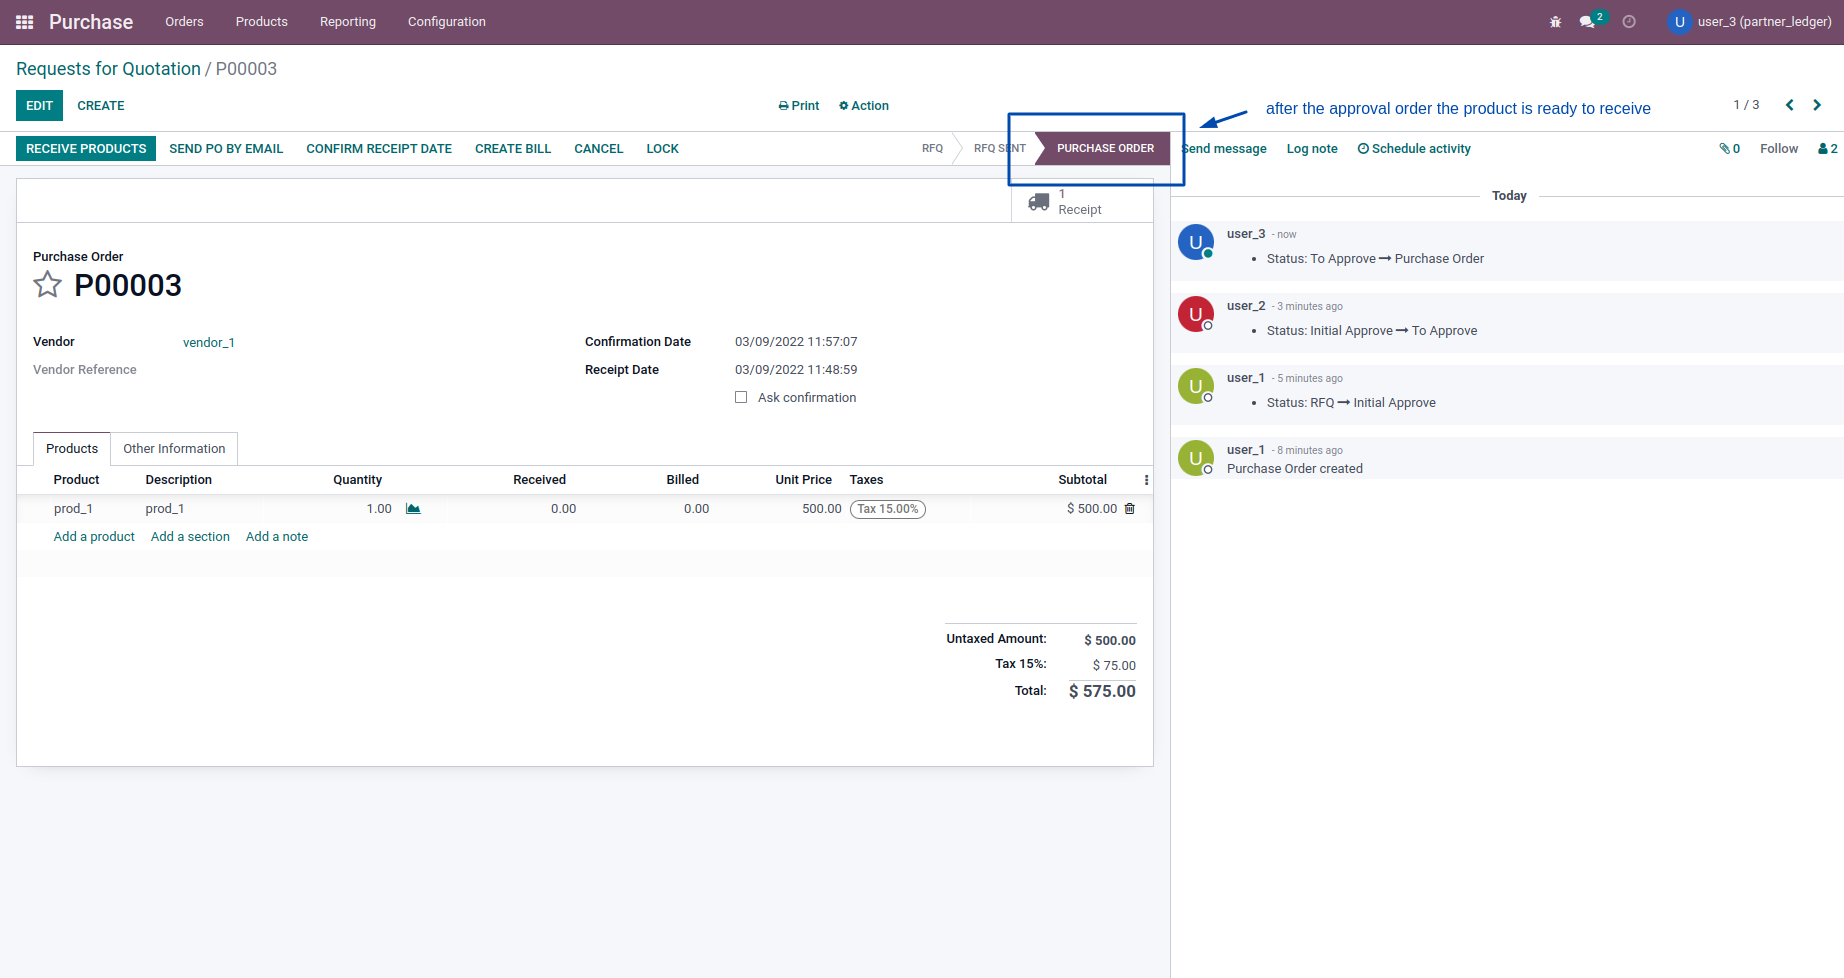 Purchase Orders Products Reporting Configuration 2 U user_3 (partner_ledger)
Requests for Quotation / P00003
EDIT CREATE Print Action after the approval order the product is ready to receive 1 / 3
RECEIVE PRODUCTS SEND PO BY EMAIL CONFIRM RECEIPT DATE CREATE BILL CANCEL LOCK RFQ RFQ SENT PURCHASE ORDER Send message Log note Schedule activity 0 Follow 2
1
Receipt
Purchase Order
P00003
Vendor vendor_1 Confirmation Date 03/09/2022 11:57:07
Vendor Reference Receipt Date 03/09/2022 11:48:59
Ask confirmation
Products Other Information
Product Description Quantity Received Billed Unit Price Taxes Subtotal
prod_1 prod_1 1.00 0.00 0.00 500.00 Tax 15.00% $ 500.00
Add a product Add a section Add a note
Untaxed Amount: $ 500.00
Tax 15%: $ 75.00
Total: $ 575.00
Today
U user_3 - now
• Status: To Approve → Purchase Order
U user_2 - 3 minutes ago
• Status: Initial Approve → To Approve
U user_1 - 5 minutes ago
• Status: RFQ → Initial Approve
U user_1 - 8 minutes ago
Purchase Order created